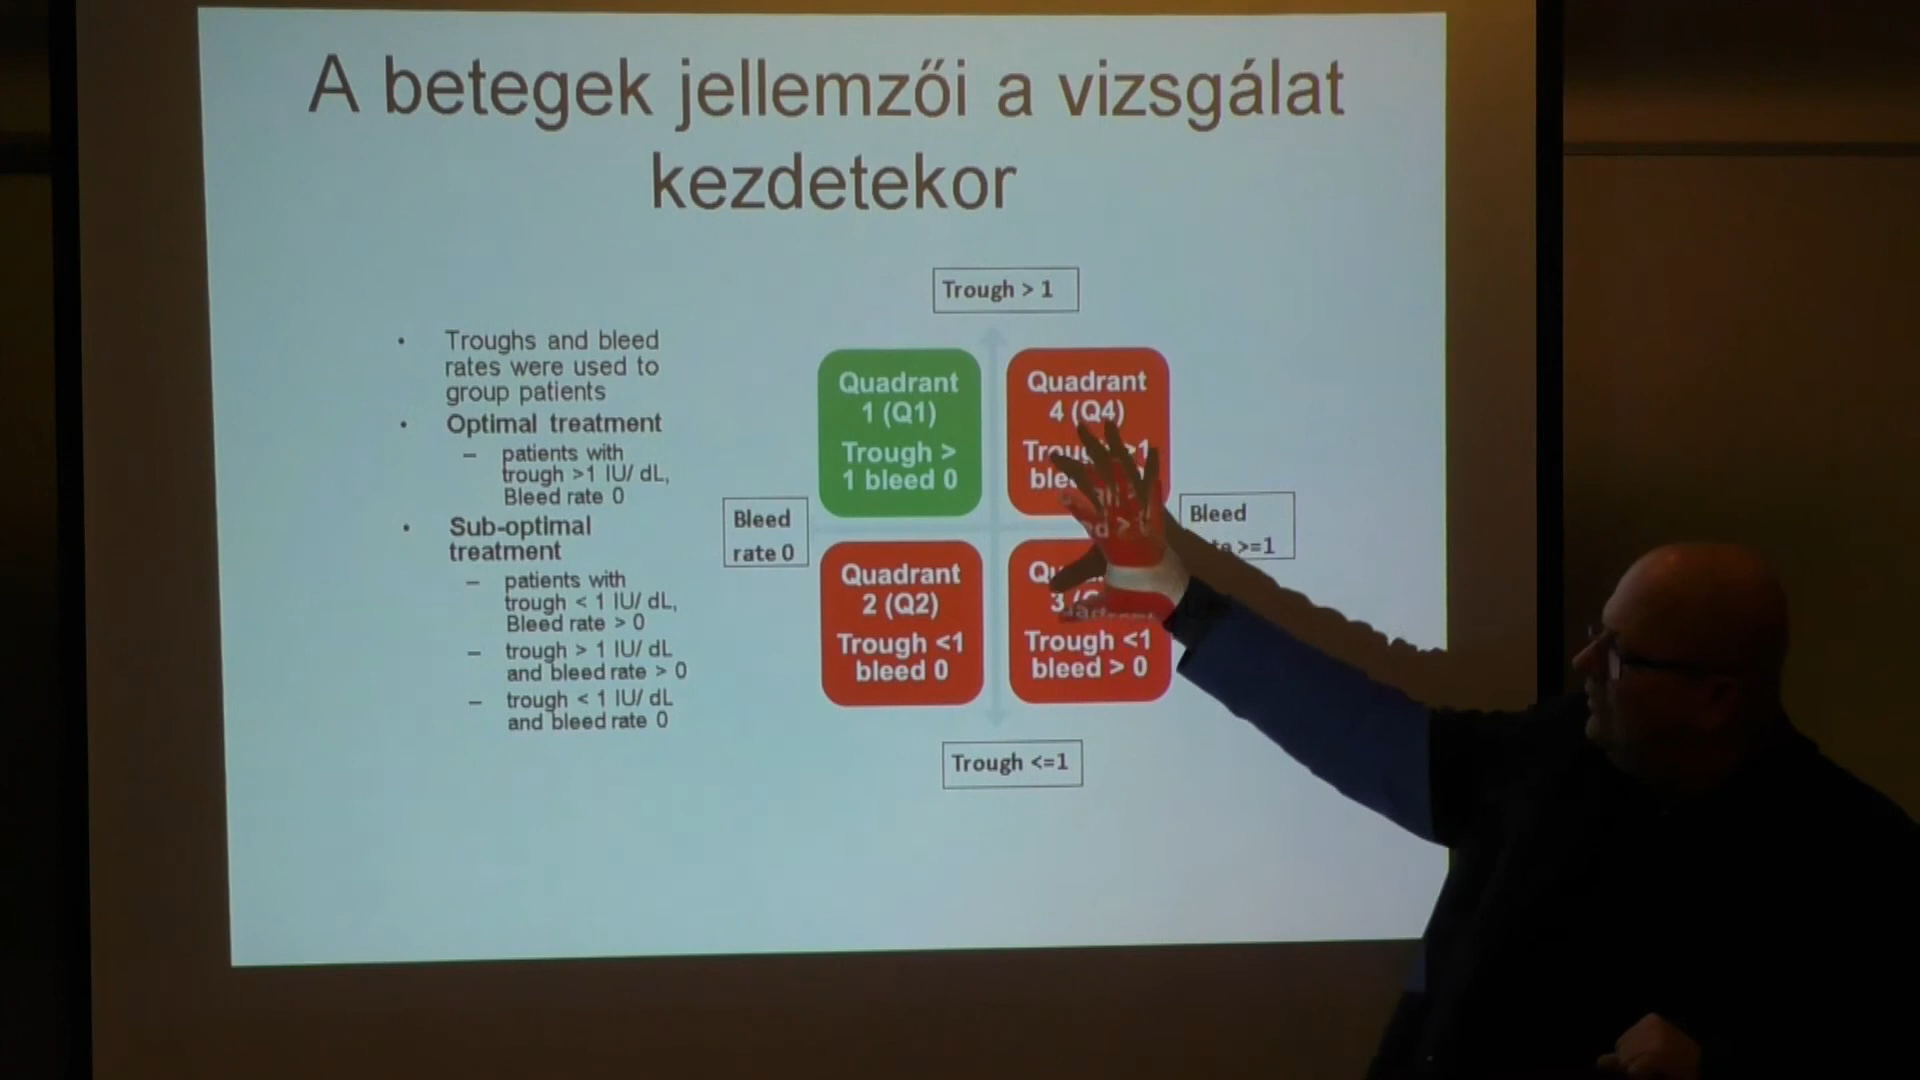 A betegek jellemzői a vizsgálat
kezdetekor
• Troughs and bleed
rates were used to
group patients
• Optimal treatment
– patients with
trough >1 IU/ dL,
Bleed rate 0
• Sub-optimal
treatment
– patients with
trough < 1 IU/ dL,
Bleed rate > 0
– trough > 1 IU/ dL
and bleed rate > 0
– trough < 1 IU/ dL
and bleed rate 0
Trough > 1
Quadrant
1 (Q1)
Trough >
1 bleed 0
Quadrant
4 (Q4)
Bleed
rate 0
Bleed
>=1
Quadrant
2 (Q2)
Trough <1
bleed 0
3
Trough <1
bleed > 0
Trough <=1